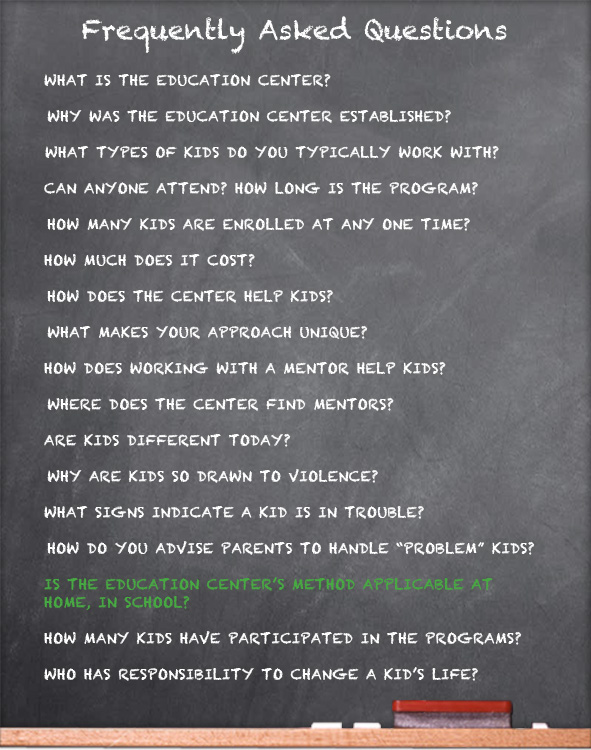 Frequently Asked Questions
WHAT IS THE EDUCATION CENTER?
WHY WAS THE EDUCATION CENTER ESTABLISHED?
WHAT TYPES OF KIDS DO YOU TYPICALLY WORK WITH?
CAN ANYONE ATTEND? HOW LONG IS THE PROGRAM?
HOW MANY KIDS ARE ENROLLED AT ANY ONE TIME?
HOW MUCH DOES IT COST?
HOW DOES THE CENTER HELP KIDS?
WHAT MAKES YOUR APPROACH UNIQUE?
HOW DOES WORKING WITH A MENTOR HELP KIDS?
WHERE DOES THE CENTER FIND MENTORS?
ARE KIDS DIFFERENT TODAY?
WHY ARE KIDS SO DRAWN TO VIOLENCE?
WHAT SIGNS INDICATE A KID IS IN TROUBLE?
HOW DO YOU ADVISE PARENTS TO HANDLE “PROBLEM” KIDS?
IS THE EDUCATION CENTER’S METHOD APPLICABLE AT
HOME, IN SCHOOL?
HOW MANY KIDS HAVE PARTICIPATED IN THE PROGRAMS?
WHO HAS RESPONSIBILITY TO CHANGE A KID’S LIFE?